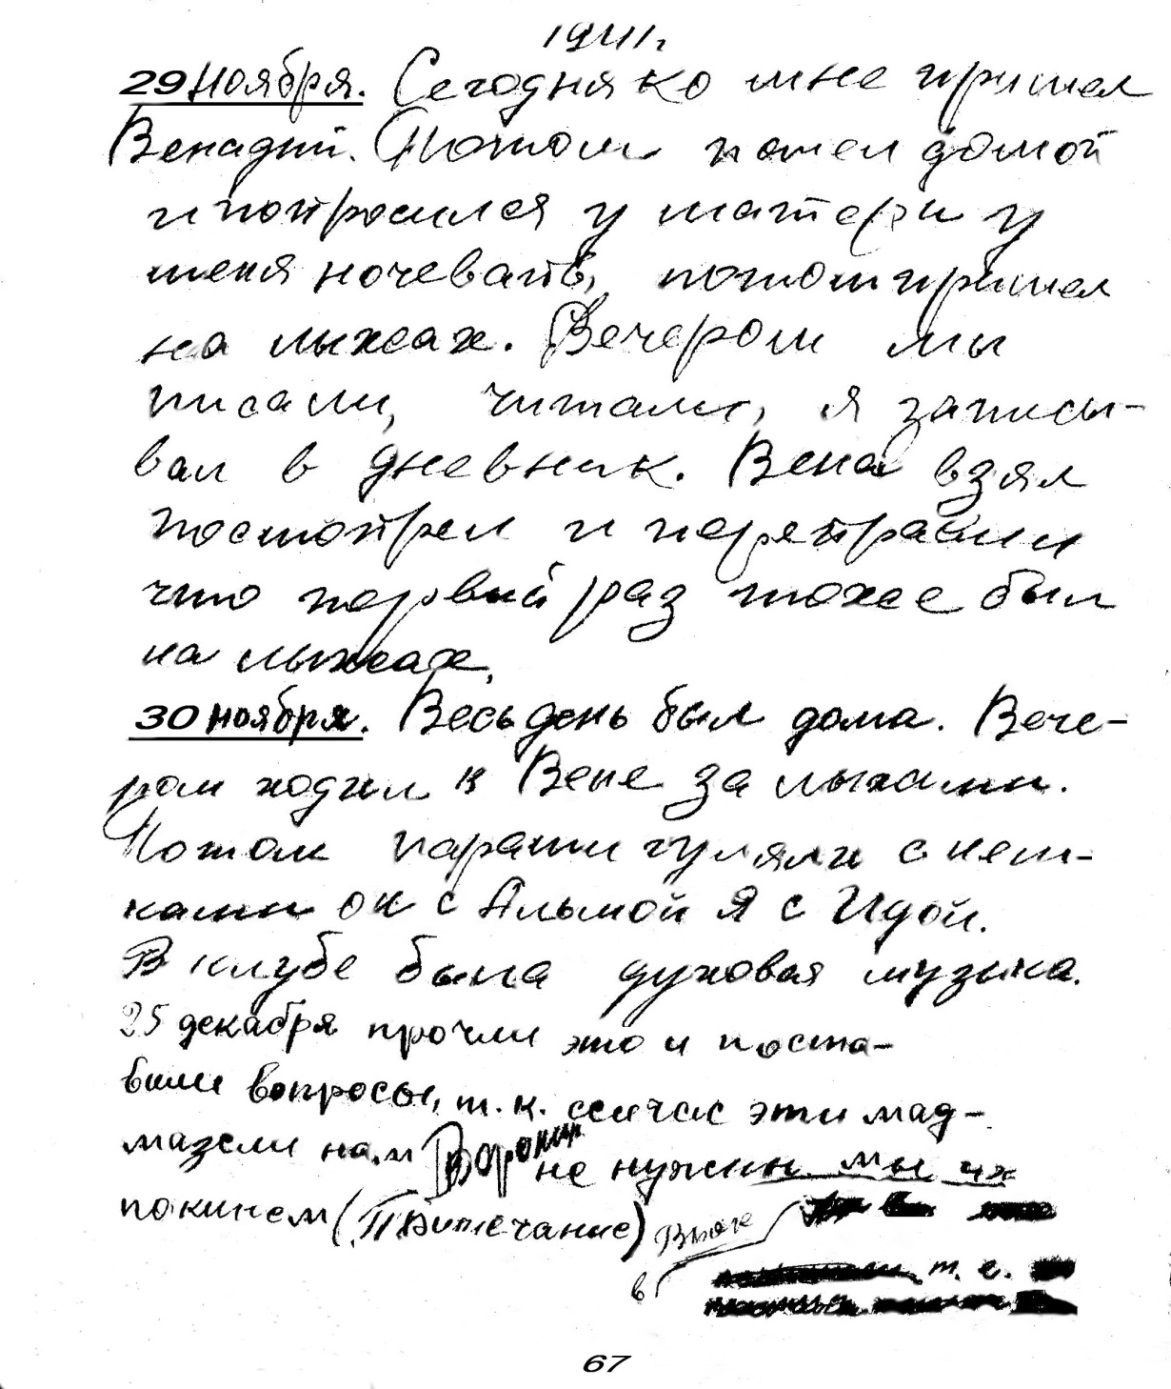 1941г.
29 ноября. Сегодня ко мне пришел
Венадий. Потом пошел домой
и попросился у матери у
меня ночевать, потом пришел
на лыжах. Вечером мы
писали, читали, я записы-
вал в дневник. Вена взял
посмотрел и
что первый раз тоже был
на лыжах.
30 ноября. Весь день был дома. Вече-
ром ходил к Вене за лыжами.
Потом парами гуляли
он с Альмой Я с Идой.
В клубе была духовая музыка.
25 декабря прочли это и поста-
вили вопросы, т.к. сейчас эти мад-
мазели нам не нужны мы их
покинем (Примечание)
в т. е.
67